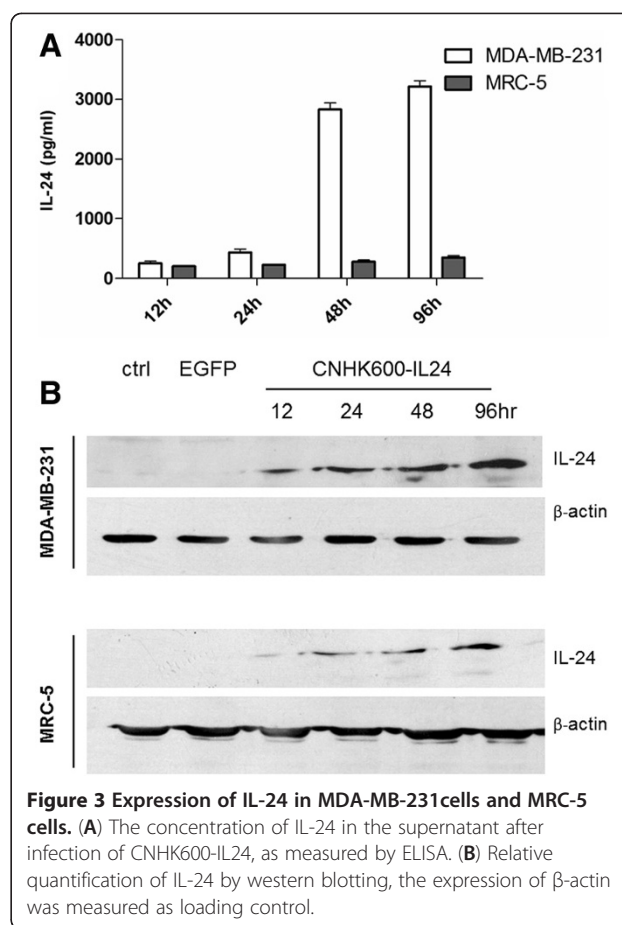 A
4000
3000
2000
1000
0
IL-24 (pg/ml)
MDA-MB-231
MRC-5
12h
24h
48h
96h
ctrl EGFP CNHK600-IL24
B
12 24 48 96hr
MDA-MB-231
IL-24
β-actin
MRC-5
IL-24
β-actin
Figure 3 Expression of IL-24 in MDA-MB-231cells and MRC-5
cells. (A) The concentration of IL-24 in the supernatant after
infection of CNHK600-IL24, as measured by ELISA. (B) Relative
quantification of IL-24 by western blotting, the expression of β-actin
was measured as loading control.